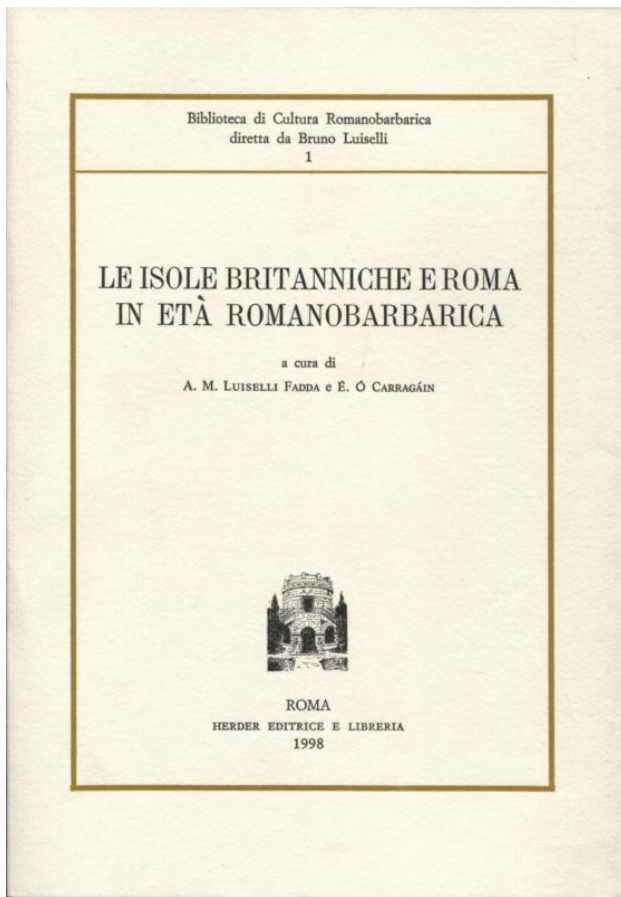 Biblioteca di Cultura Romanobarbarica
diretta da Bruno Luiselli
1
LE ISOLE BRITANNICHE E ROMA
IN ETÀ ROMANOBARBARICA
a cura di
A. M. LUISELLI FADDA e É. Ó CARRAGÁIN
ROMA
HERDER EDITRICE E LIBRERIA
1998